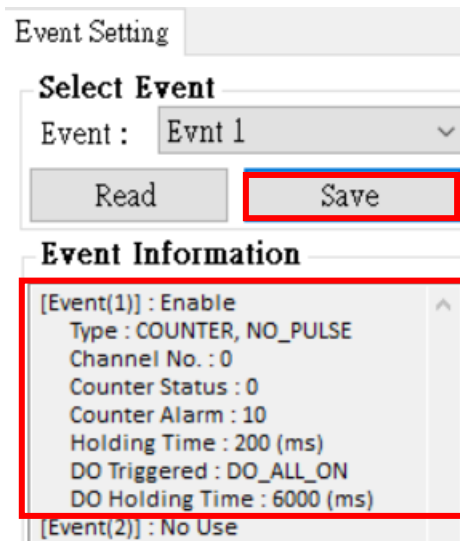 Event Setting
Select Event
Event : Evnt 1
Read Save
Event Information
[Event(1)] : Enable
Type : COUNTER, NO_PULSE
Channel No. : 0
Counter Status : 0
Counter Alarm : 10
Holding Time : 200 (ms)
DO Triggered : DO_ALL_ON
DO Holding Time : 6000 (ms)
[Event(2)] : No Use